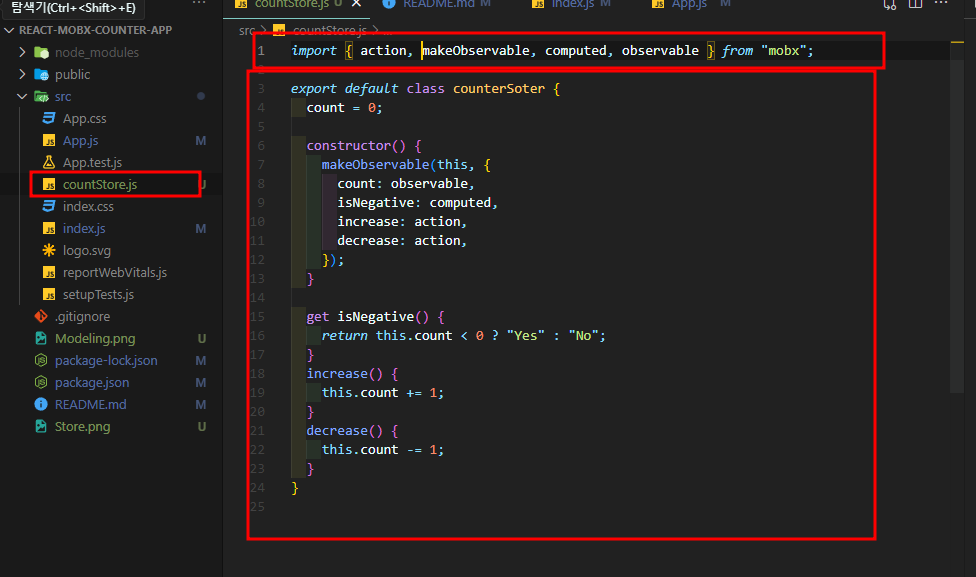 탐색기(Ctrl+<Shift>+E)
...
countStore.js U
README.md M
index.js M
App.js M
...
REACT-MOBX-COUNTER-APP
node_modules
public
src
App.css
App.js M
App.test.js
countStore.js U
index.css
index.js M
logo.svg
reportWebVitals.js
setupTests.js
.gitignore
Modeling.png U
package-lock.json M
package.json M
README.md M
Store.png U
src > countStore.js > ...
1 import { action, makeObservable, computed, observable } from "mobx";
3 export default class counterSoter {
4 count = 0;
5
6 constructor() {
7 makeObservable(this, {
8 count: observable,
9 isNegative: computed,
10 increase: action,
11 decrease: action,
12 });
13 }
14
15 get isNegative() {
16 return this.count < 0 ? "Yes" : "No";
17 }
18 increase() {
19 this.count += 1;
20 }
21 decrease() {
22 this.count -= 1;
23 }
24 }
25